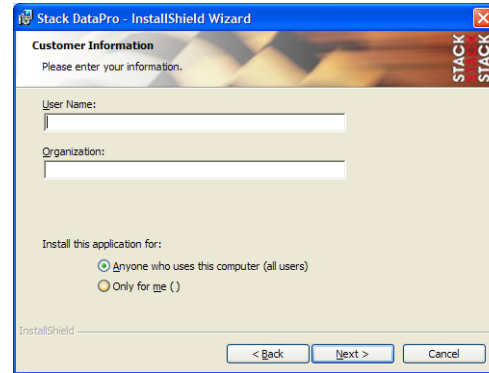 Stack DataPro - InstallShield Wizard
Customer Information
Please enter your information.
STACK
STACK
STACK
User Name:
Organization:
Install this application for:
Anyone who uses this computer (all users)
Only for me ( )
InstallShield
< Back Next > Cancel